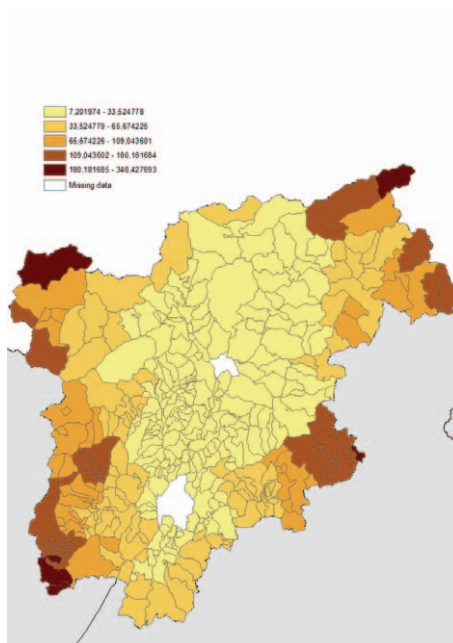 7,201974 - 33,524778
33,524779 - 65,674225
65,674226 - 109,043601
109,043602 - 180,181684
180,181685 - 340,427693
Missing data